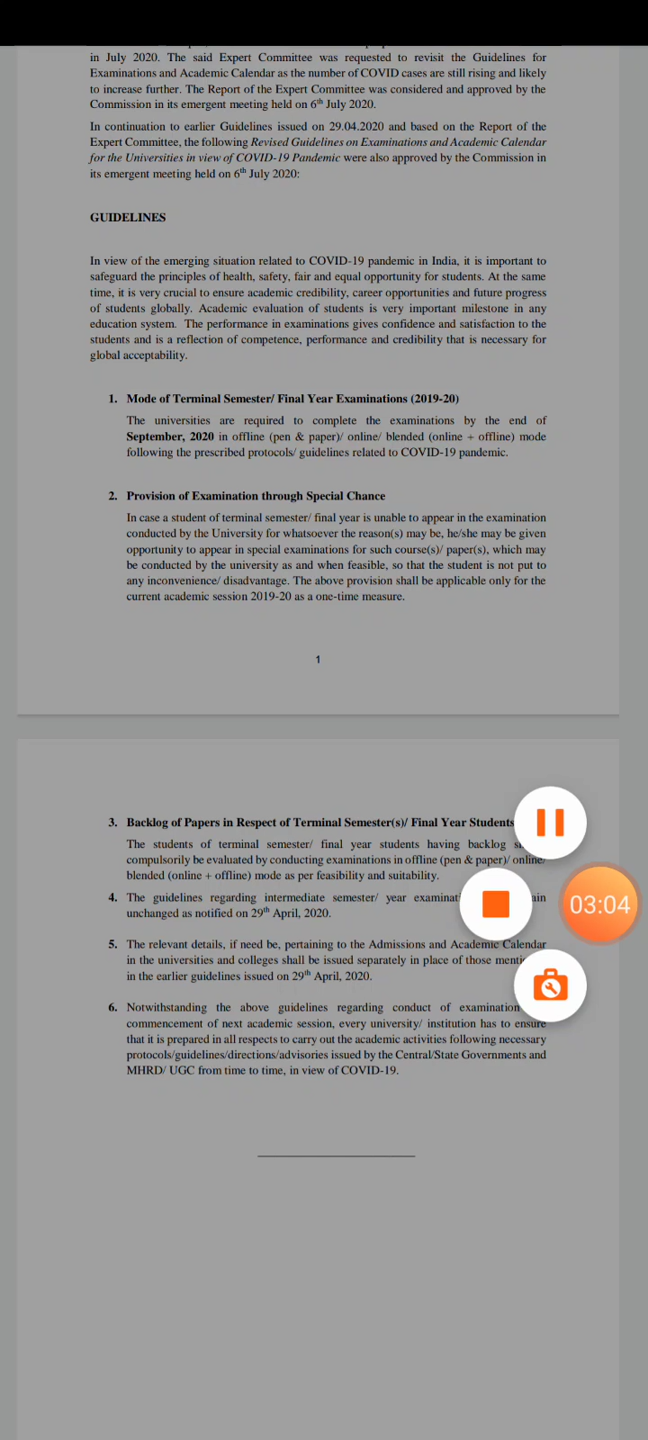 in July 2020. The said Expert Committee was requested to revisit the Guidelines for
Examinations and Academic Calendar as the number of COVID cases are still rising and likely
to increase further. The Report of the Expert Committee was considered and approved by the
Commission in its emergent meeting held on 6th July 2020.
In continuation to earlier Guidelines issued on 29.04.2020 and based on the Report of the
Expert Committee, the following Revised Guidelines on Examinations and Academic Calendar
for the Universities in view of COVID-19 Pandemic were also approved by the Commission in
its emergent meeting held on 6th July 2020:
GUIDELINES
In view of the emerging situation related to COVID-19 pandemic in India, it is important to
safeguard the principles of health, safety, fair and equal opportunity for students. At the same
time, it is very crucial to ensure academic credibility, career opportunities and future progress
of students globally. Academic evaluation of students is very important milestone in any
education system. The performance in examinations gives confidence and satisfaction to the
students and is a reflection of competence, performance and credibility that is necessary for
global acceptability.
1. Mode of Terminal Semester/ Final Year Examinations (2019-20)
The universities are required to complete the examinations by the end of
September, 2020 in offline (pen & paper)/ online/ blended (online + offline) mode
following the prescribed protocols/ guidelines related to COVID-19 pandemic.
2. Provision of Examination through Special Chance
In case a student of terminal semester/ final year is unable to appear in the examination
conducted by the University for whatsoever the reason(s) may be, he/she may be given
opportunity to appear in special examinations for such course(s)/ paper(s), which may
be conducted by the university as and when feasible, so that the student is not put to
any inconvenience/ disadvantage. The above provision shall be applicable only for the
current academic session 2019-20 as a one-time measure.
1
3. Backlog of Papers in Respect of Terminal Semester(s)/ Final Year Students
The students of terminal semester/ final year students having backlog
compulsorily be evaluated by conducting examinations in offline (pen & paper)/ online/
blended (online + offline) mode as per feasibility and suitability.
4. The guidelines regarding intermediate semester/ year
unchanged as notified on 29th April, 2020.
5. The relevant details, if need be, pertaining to the Admissions and Academic Calendar
in the universities and colleges shall be issued separately in place of those
in the earlier guidelines issued on 29th April, 2020.
6. Notwithstanding the above guidelines regarding conduct of examination
commencement of next academic session, every university/ institution has to ensure
that it is prepared in all respects to carry out the academic activities following necessary
protocols/guidelines/directions/advisories issued by the Central/State Governments and
MHRD/ UGC from time to time, in view of COVID-19.
03:04